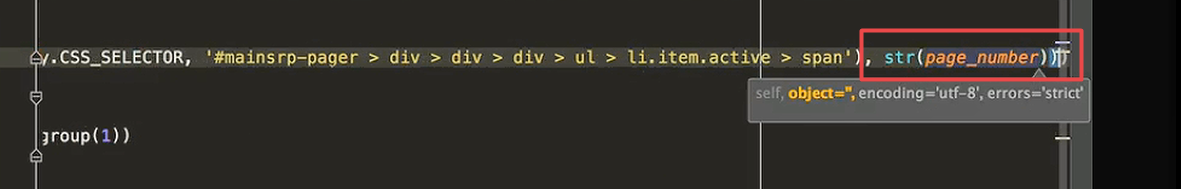 y.CSS_SELECTOR, '#mainsrp-pager > div > div > div > ul > li.item.active > span'), str(page_number)))
self, object='', encoding='utf-8', errors='strict'
group(1))